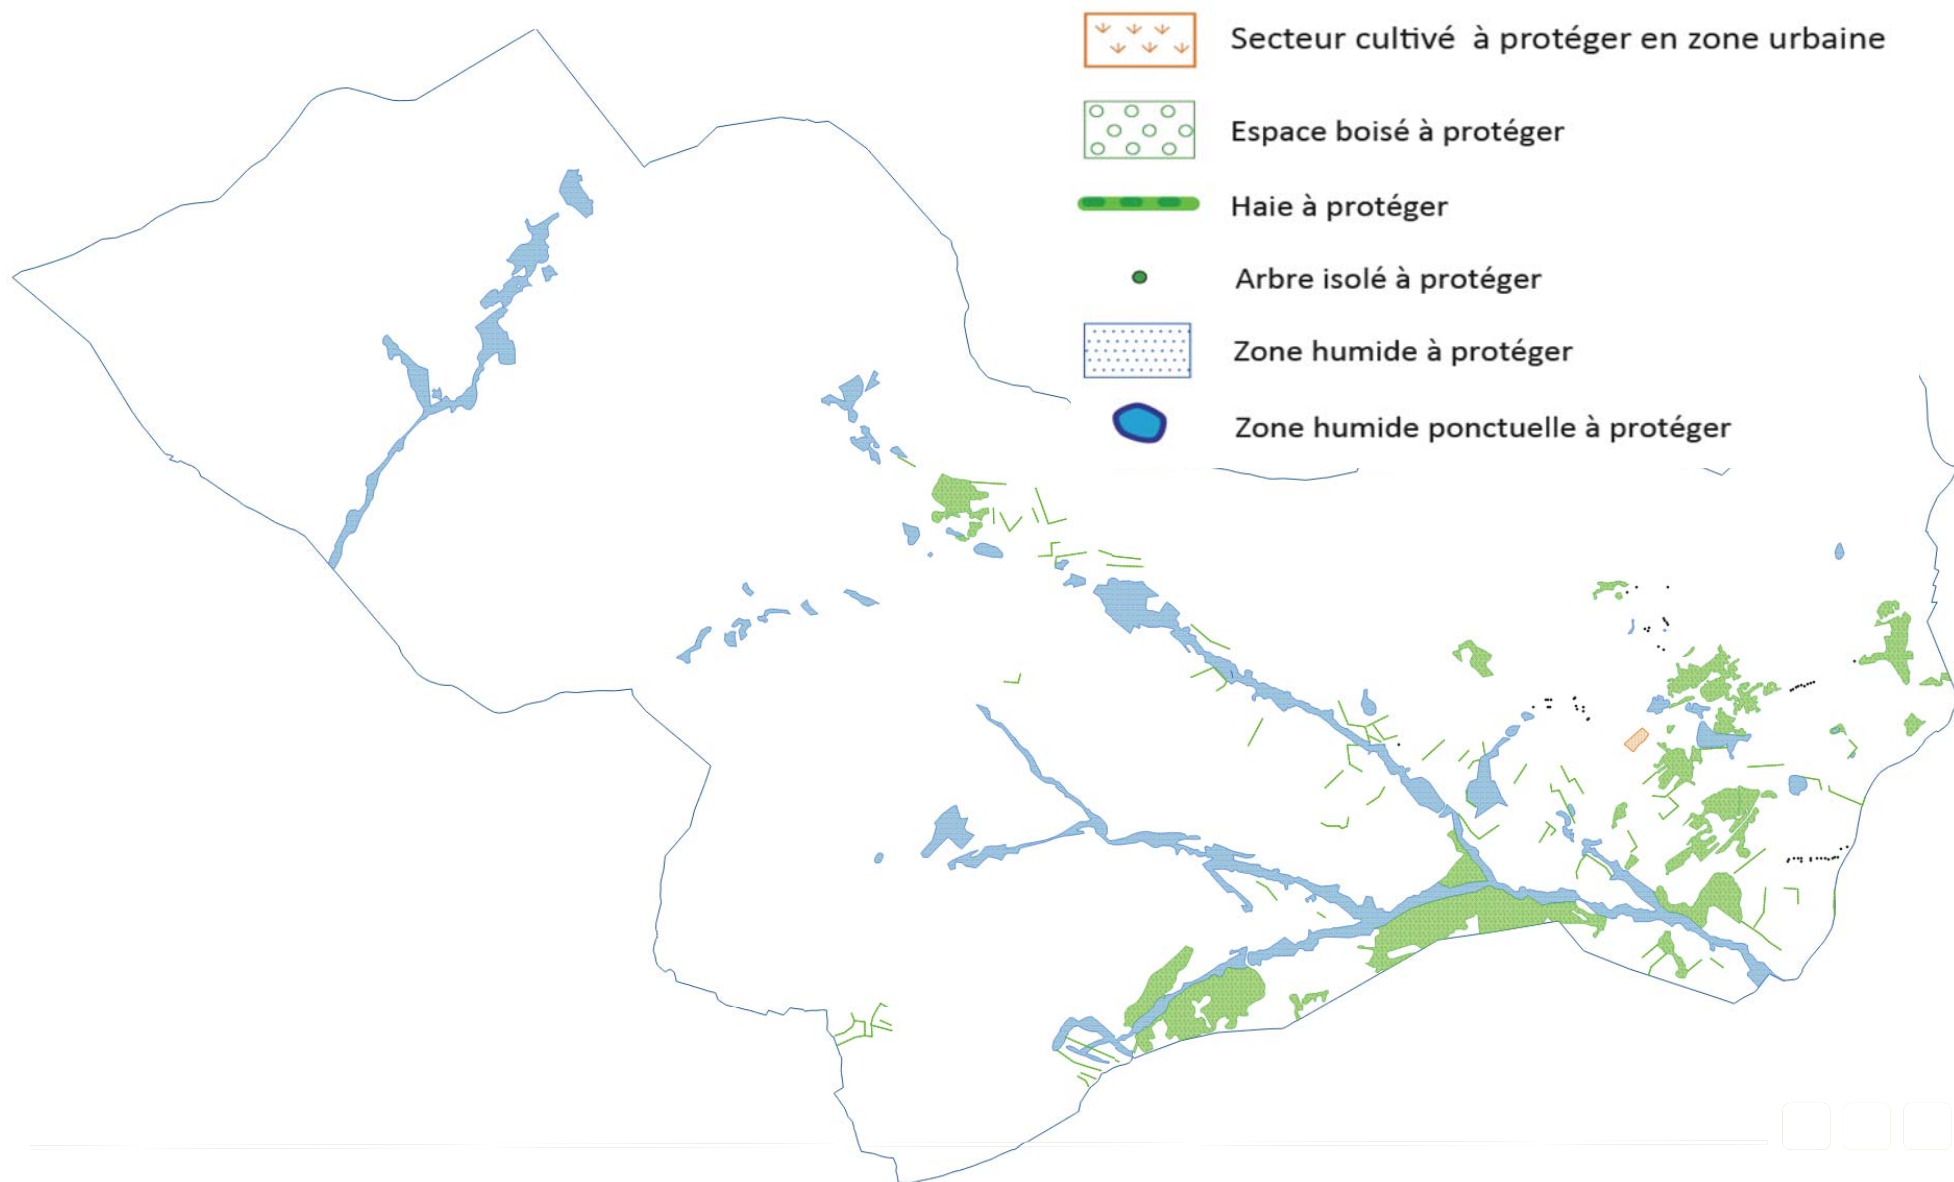 Secteur cultivé à protéger en zone urbaine
Espace boisé à protéger
Haie à protéger
Arbre isolé à protéger
Zone humide à protéger
Zone humide ponctuelle à protéger